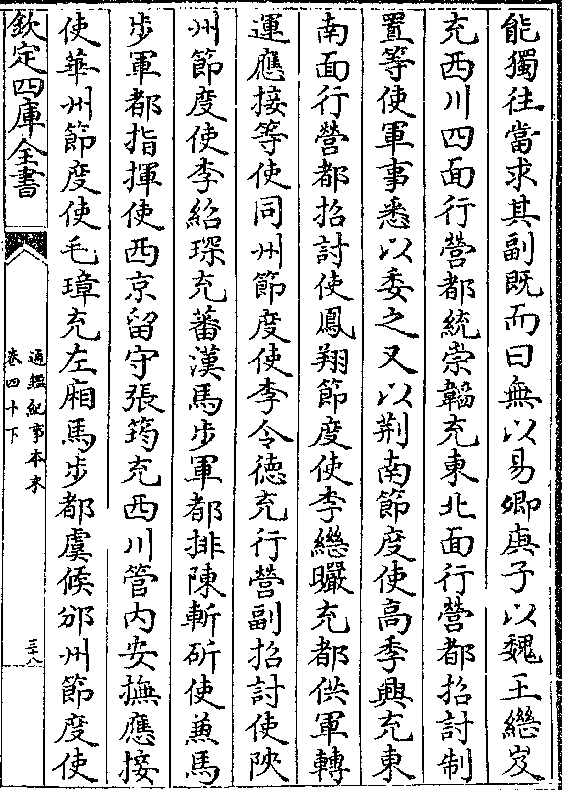 能獨往當求其副既而曰無以易卿庚子以魏王繼岌
充西川四面行營都統崇韜充東北面行營都招討制
置等使軍事悉以委之又以荆南節度使髙季興充東
南面行營都招討使鳳翔節度使李繼曮充都供軍轉
運應接等使同州節度使李令德充行營副招討使陜
州節度使李紹琛充蕃漢馬步軍都排陳斬斫使兼馬
步軍都指揮使西京留守張筠充西川管内安撫應接
使華州節度使毛璋充左廂馬步都虞候邠州節度使
欽定四庫全書
通鑑紀事本末
卷四十下
三十八